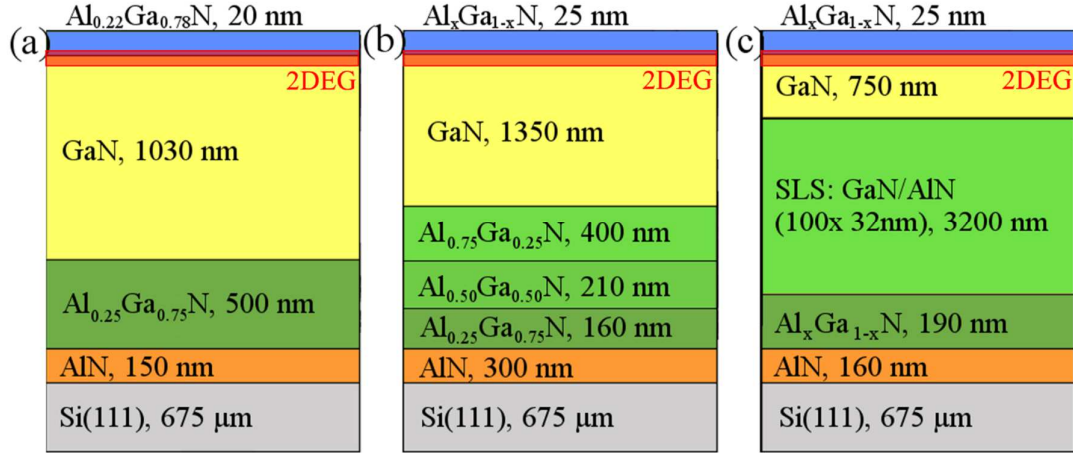 (a)
Al₀.₂₂Ga₀.₇₈N, 20 nm
2DEG
GaN, 1030 nm
Al₀.₂₅Ga₀.₇₅N, 500 nm
AlN, 150 nm
Si(111), 675 μm
(b)
AlₓGa₁₋ₓN, 25 nm
2DEG
GaN, 1350 nm
Al₀.₇₅Ga₀.₂₅N, 400 nm
Al₀.₅₀Ga₀.₅₀N, 210 nm
Al₀.₂₅Ga₀.₇₅N, 160 nm
AlN, 300 nm
Si(111), 675 μm
(c)
AlₓGa₁₋ₓN, 25 nm
2DEG
GaN, 750 nm
SLS: GaN/AlN
(100x 32nm), 3200 nm
AlₓGa₁₋ₓN, 190 nm
AlN, 160 nm
Si(111), 675 μm